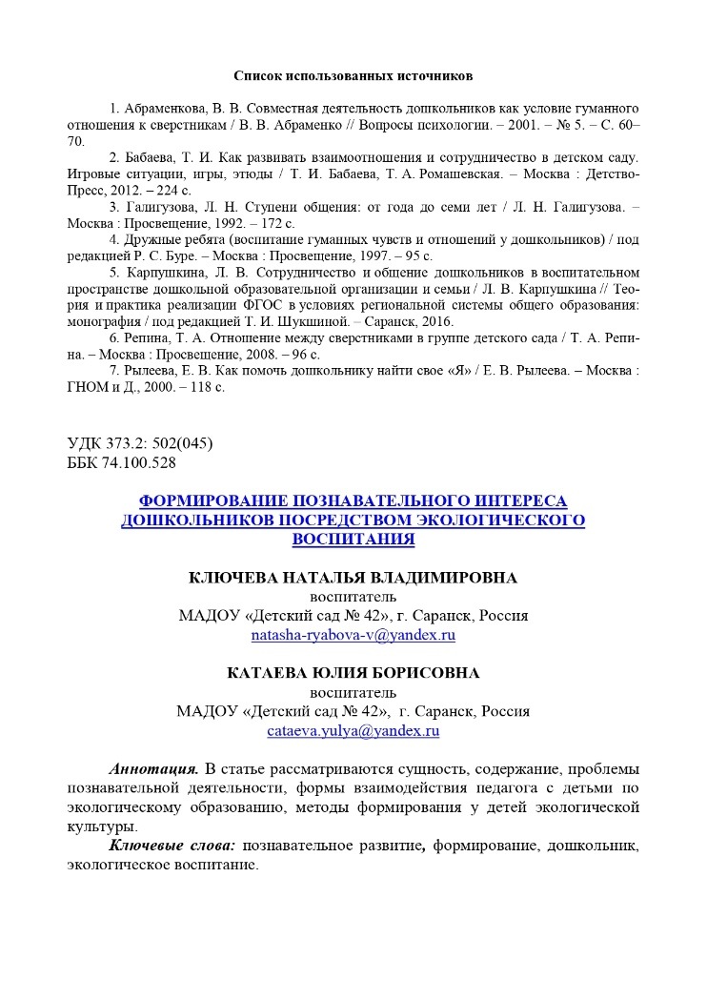 Список использованных источников
1. Абраменкова, В. В. Совместная деятельность дошкольников как условие гуманного
отношения к сверстникам / В. В. Абраменко // Вопросы психологии. – 2001. – № 5. – С. 60–
70.
2. Бабаева, Т. И. Как развивать взаимоотношения и сотрудничество в детском саду.
Игровые ситуации, игры, этюды / Т. И. Бабаева, Т. А. Ромашевская. – Москва : Детство-
Пресс, 2012. – 224 с.
3. Галигузова, Л. Н. Ступени общения: от года до семи лет / Л. Н. Галигузова. –
Москва : Просвещение, 1992. – 172 с.
4. Дружные ребята (воспитание гуманных чувств и отношений у дошкольников) / под
редакцией Р. С. Буре. – Москва : Просвещение, 1997. – 95 с.
5. Карпушкина, Л. В. Сотрудничество и общение дошкольников в воспитательном
пространстве дошкольной образовательной организации и семьи / Л. В. Карпушкина // Тео-
рия и практика реализации ФГОС в условиях региональной системы общего образования:
монография / под редакцией Т. И. Шукшиной. – Саранск, 2016.
6. Репина, Т. А. Отношение между сверстниками в группе детского сада / Т. А. Репи-
на. – Москва : Просвещение, 2008. – 96 с.
7. Рылеева, Е. В. Как помочь дошкольнику найти свое «Я» / Е. В. Рылеева. – Москва :
ГНОМ и Д., 2000. – 118 с.
УДК 373.2: 502(045)
ББК 74.100.528
ФОРМИРОВАНИЕ ПОЗНАВАТЕЛЬНОГО ИНТЕРЕСА
ДОШКОЛЬНИКОВ ПОСРЕДСТВОМ ЭКОЛОГИЧЕСКОГО
ВОСПИТАНИЯ
КЛЮЧЕВА НАТАЛЬЯ ВЛАДИМИРОВНА
воспитатель
МАДОУ «Детский сад № 42», г. Саранск, Россия
natasha-ryabova-v@yandex.ru
КАТАЕВА ЮЛИЯ БОРИСОВНА
воспитатель
МАДОУ «Детский сад № 42», г. Саранск, Россия
cataeva.yulya@yandex.ru
Аннотация. В статье рассматриваются сущность, содержание, проблемы
познавательной деятельности, формы взаимодействия педагога с детьми по
экологическому образованию, методы формирования у детей экологической
культуры.
Ключевые слова: познавательное развитие, формирование, дошкольник,
экологическое воспитание.